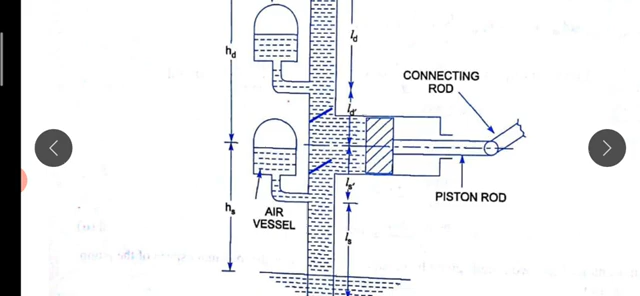 h_d
l_d
CONNECTING
ROD
l_d'
l_s'
PISTON ROD
h_s
AIR
VESSEL
l_s